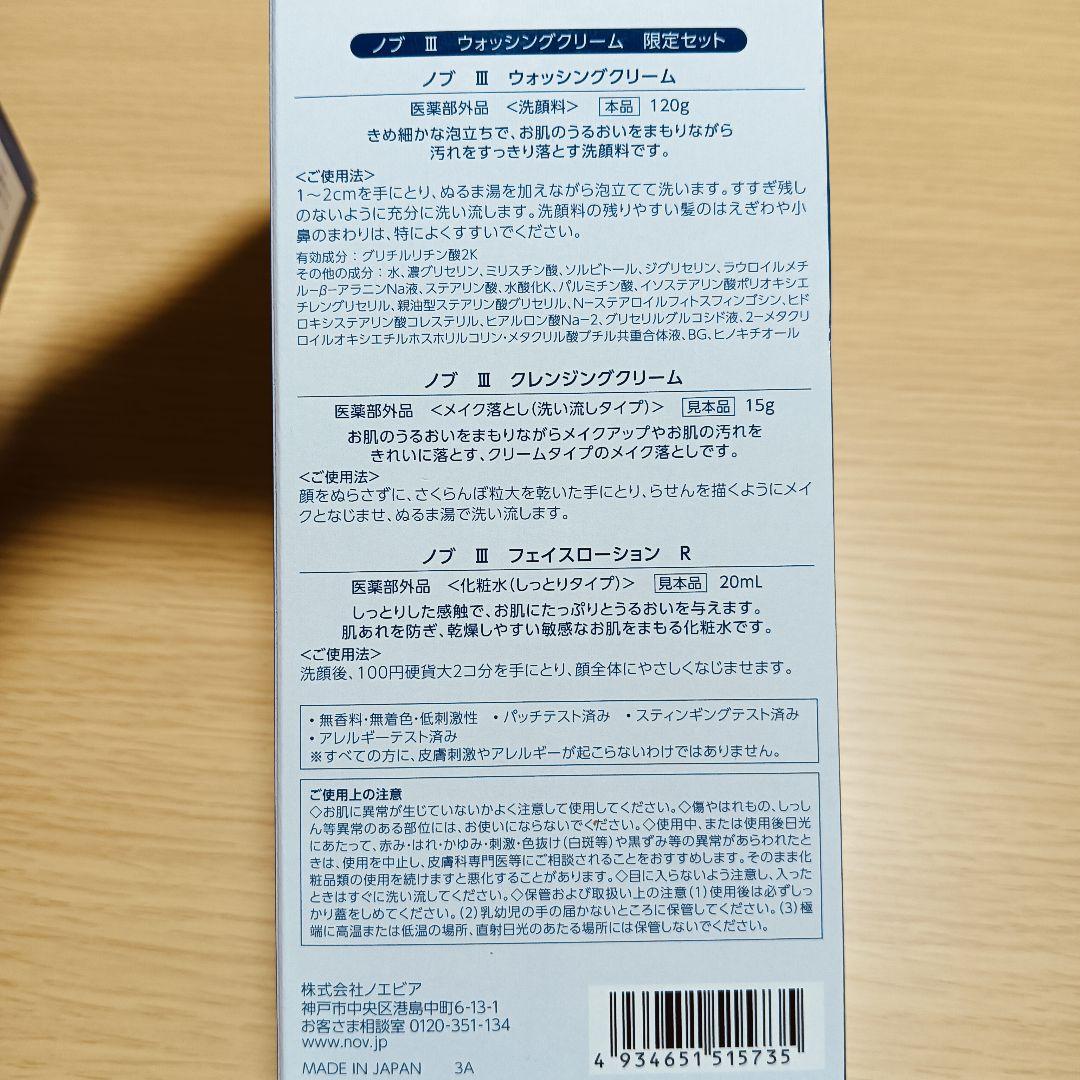 ノブ Ⅲ ウォッシングクリーム 限定セット
ノブ Ⅲ ウォッシングクリーム
医薬部外品 <洗顔料> 本品 120g
きめ細かな泡立ちで、お肌のうるおいをまもりながら
汚れをすっきり落とす洗顔料です。
<ご使用法>
1〜2cmを手にとり、ぬるま湯を加えながら泡立てて洗います。すすぎ残し
のないように充分に洗い流します。洗顔料の残りやすい髪のはえぎわや小
鼻のまわりは、特によくすすいでください。
有効成分：グリチルリチン酸2K
その他の成分：水、濃グリセリン、ミリスチン酸、ソルビトール、ジグリセリン、ラウロイルメチ
ル-β-アラニンNa液、ステアリン酸、水酸化K、パルミチン酸、イソステアリン酸ポリオキシエ
チレングリセリル、親油型ステアリン酸グリセリル、N-ステアロイルフィトスフィンゴシン、ヒド
ロキシステアリン酸コレステリル、ヒアルロン酸Na-2、グリセリルグルコシド液、2-メタクリ
ロイルオキシエチルホスホリルコリン・メタクリル酸ブチル共重合体液、BG、ヒノキチオール
ノブ Ⅲ クレンジングクリーム
医薬部外品 <メイク落とし(洗い流しタイプ)> 見本品 15g
お肌のうるおいをまもりながらメイクアップやお肌の汚れを
きれいに落とす、クリームタイプのメイク落としです。
<ご使用法>
顔をぬらさずに、さくらんぼ粒大を乾いた手にとり、らせんを描くようにメイ
クとなじませ、ぬるま湯で洗い流します。
ノブ Ⅲ フェイスローション R
医薬部外品 <化粧水(しっとりタイプ)> 見本品 20mL
しっとりした感触で、お肌にたっぷりとうるおいを与えます。
肌あれを防ぎ、乾燥しやすい敏感なお肌をまもる化粧水です。
<ご使用法>
洗顔後、100円硬貨大2コ分を手にとり、顔全体にやさしくなじませます。
・無香料・無着色・低刺激性 ・パッチテスト済み ・スティンギングテスト済み
・アレルギーテスト済み
※すべての方に、皮膚刺激やアレルギーが起こらないわけではありません。
ご使用上の注意
◇お肌に異常が生じていないかよく注意して使用してください。◇傷やはれもの、しっし
ん等異常のある部位には、お使いにならないでください。◇使用中、または使用後日光
にあたって、赤み・はれ・かゆみ・刺激・色抜け(白斑等)や黒ずみ等の異常があらわれたと
きは、使用を中止し、皮膚科専門医等にご相談されることをおすすめします。そのまま化
粧品類の使用を続けますと悪化することがあります。◇目に入らないよう注意し、入った
ときはすぐに洗い流してください。◇保管および取扱い上の注意(1)使用後は必ずしっ
かり蓋をしめてください。(2)乳幼児の手の届かないところに保管してください。(3)極
端に高温または低温の場所、直射日光のあたる場所には保管しないでください。
株式会社ノエビア
神戸市中央区港島中町6-13-1
お客さま相談室 0120-351-134
www.nov.jp
MADE IN JAPAN 3A
4 934651 515735